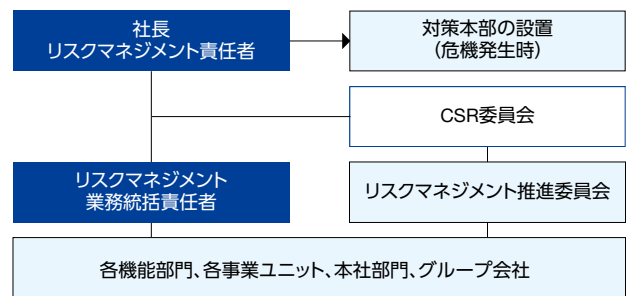 社長
リスクマネジメント責任者
対策本部の設置
(危機発生時)
CSR委員会
リスクマネジメント
業務統括責任者
リスクマネジメント推進委員会
各機能部門、各事業ユニット、本社部門、グループ会社